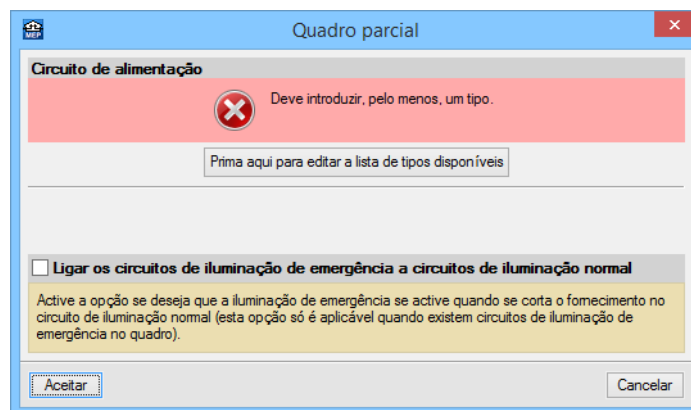 MEP
Quadro parcial
Circuito de alimentação
Deve introduzir, pelo menos, um tipo.
Prima aqui para editar a lista de tipos disponíveis
Ligar os circuitos de iluminação de emergência a circuitos de iluminação normal
Active a opção se deseja que a iluminação de emergência se active quando se corta o fornecimento no
circuito de iluminação normal (esta opção só é aplicável quando existem circuitos de iluminação de
emergência no quadro).
Aceitar
Cancelar